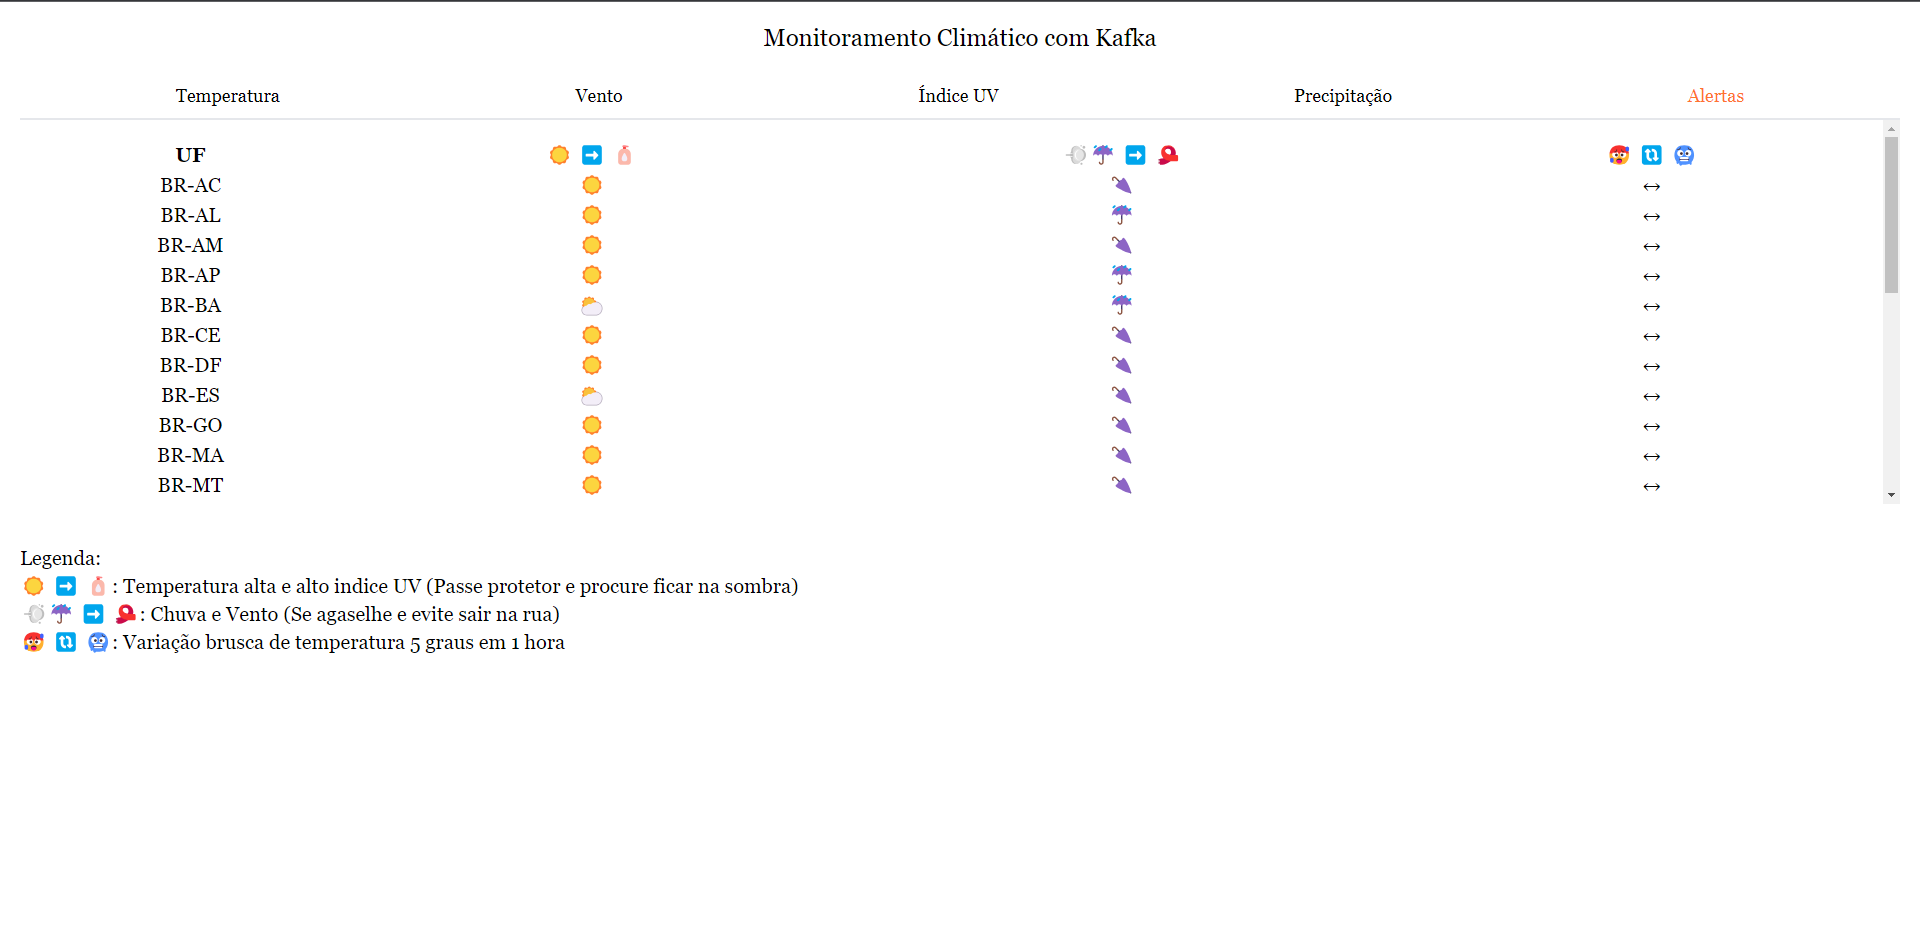 Monitoramento Climático com Kafka
Temperatura Vento Índice UV Precipitação Alertas
UF
BR-AC
BR-AL
BR-AM
BR-AP
BR-BA
BR-CE
BR-DF
BR-ES
BR-GO
BR-MA
BR-MT
Legenda:
: Temperatura alta e alto indice UV (Passe protetor e procure ficar na sombra)
: Chuva e Vento (Se agaselhe e evite sair na rua)
: Variação brusca de temperatura 5 graus em 1 hora